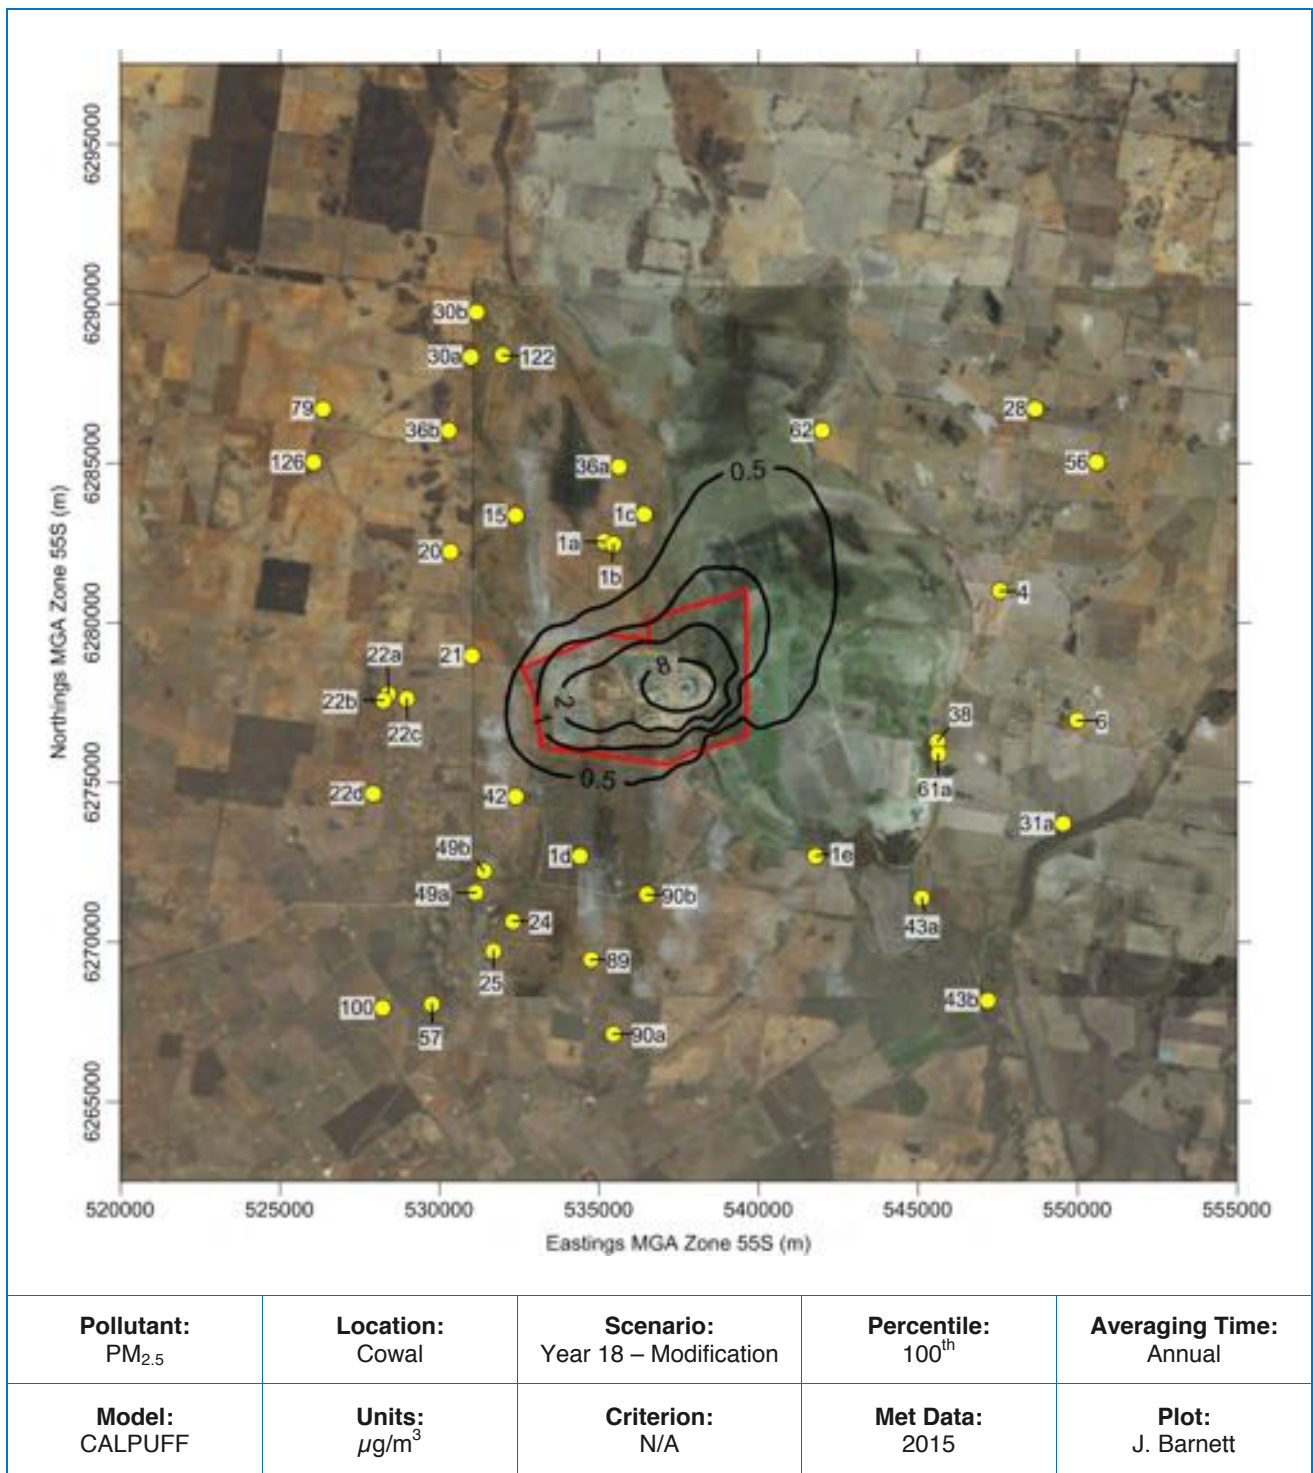 6295000
6290000
6285000
6280000
6275000
6270000
6265000
Northings MGA Zone 55S (m)
30b
30a
122
79
36b
62
28
126
36a
56
0.5
15
1c
1a
20
1b
4
22a
21
8
22b
2
22c
38
6
0.5
61a
22d
42
31a
49b
1d
1e
49a
90b
24
43a
89
25
43b
100
57
90a
520000 525000 530000 535000 540000 545000 550000 555000
Eastings MGA Zone 55S (m)
Pollutant: Location: Scenario: Percentile: Averaging Time:
PM2.5 Cowal Year 18 – Modification 100th Annual
Model: Units: Criterion: Met Data: Plot:
CALPUFF µg/m3 N/A 2015 J. Barnett